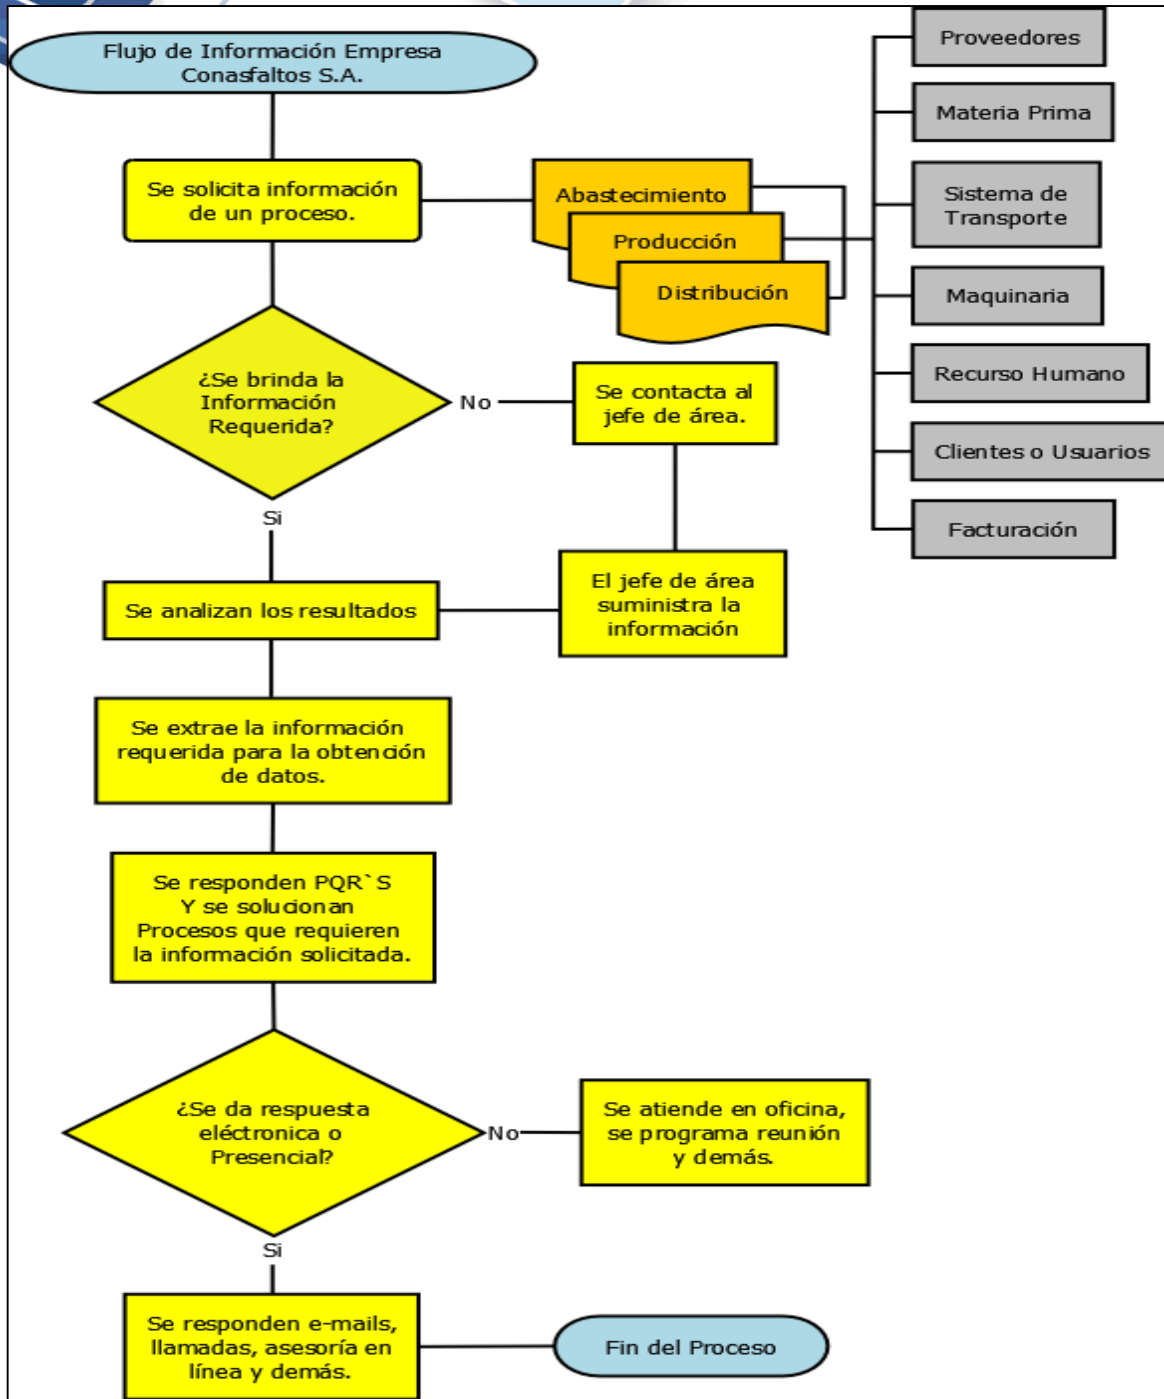 Flujo de Información Empresa
Conasfaltos S.A.
Se solicita información
de un proceso.
Abastecimiento
Producción
Distribución
Proveedores
Materia Prima
Sistema de
Transporte
Maquinaria
Recurso Humano
Clientes o Usuarios
Facturación
¿Se brinda la
Información
Requerida?
No
Se contacta al
jefe de área.
Si
El jefe de área
suministra la
información
Se analizan los resultados
Se extrae la información
requerida para la obtención
de datos.
Se responden PQR`S
Y se solucionan
Procesos que requieren
la información solicitada.
¿Se da respuesta
eléctronica o
Presencial?
No
Se atiende en oficina,
se programa reunión
y demás.
Si
Se responden e-mails,
llamadas, asesoría en
línea y demás.
Fin del Proceso